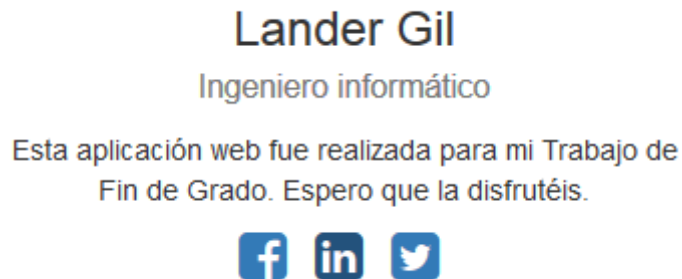 Lander Gil
Ingeniero informático
Esta aplicación web fue realizada para mi Trabajo de
Fin de Grado. Espero que la disfrutéis.
f in